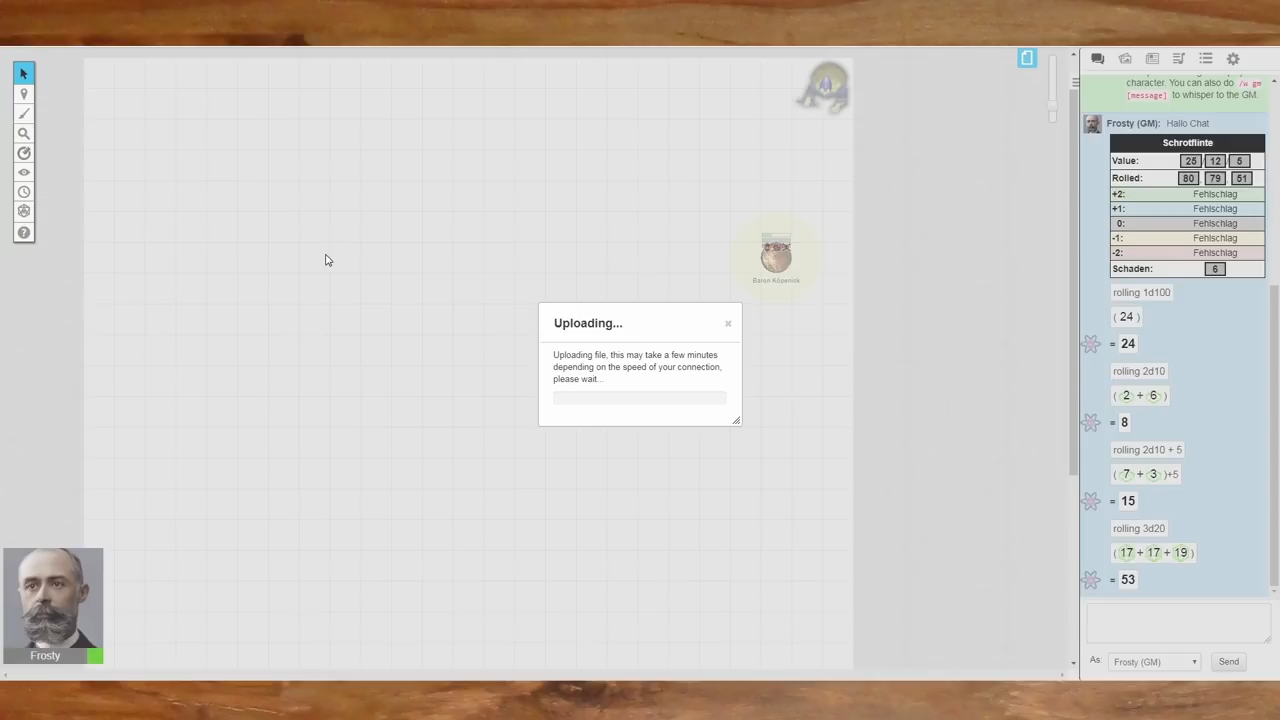 character. You can also do /w gm
[message] to whisper to the GM.
Frosty (GM): Hallo Chat
Schrotflinte
Value: 25 12 5
Rolled: 80 79 51
+2: Fehlschlag
+1: Fehlschlag
0: Fehlschlag
-1: Fehlschlag
-2: Fehlschlag
Schaden: 6
rolling 1d100
( 24 )
= 24
rolling 2d10
( 2 + 6 )
= 8
rolling 2d10 + 5
( 7 + 3 )+5
= 15
rolling 3d20
( 17 + 17 + 19 )
= 53
As: Frosty (GM) Send
Baron Köpenick
Uploading...
Uploading file, this may take a few minutes
depending on the speed of your connection,
please wait...
Frosty